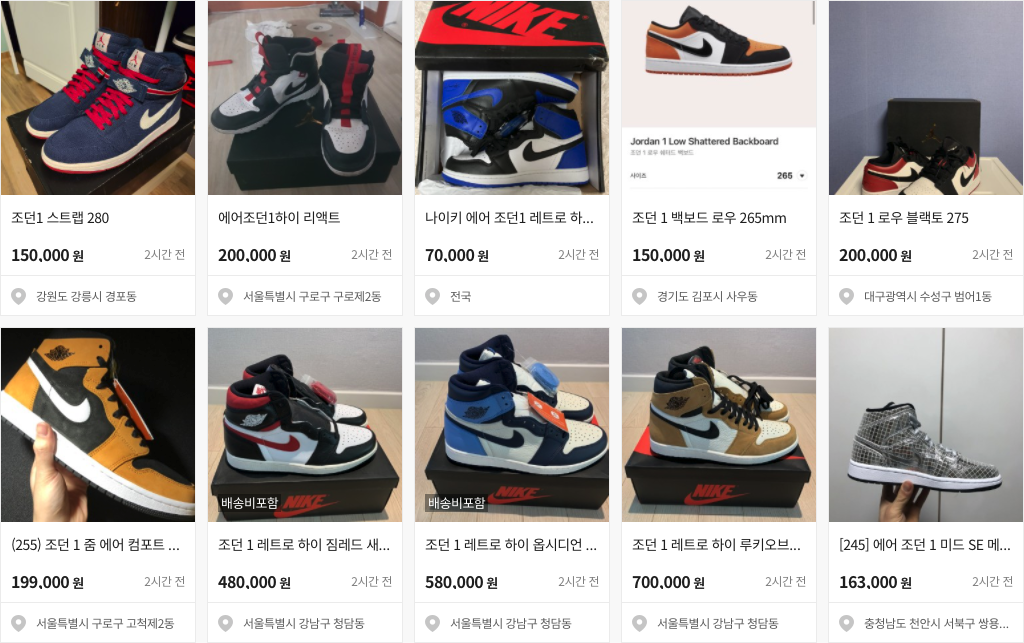 NIKE
Jordan 1 Low Shattered Backboard
조던 1 로우 섀터드 백보드
사이즈
265
조던1 스트랩 280
150,000 원
2시간 전
강원도 강릉시 경포동
에어조던1하이 리액트
200,000 원
2시간 전
서울특별시 구로구 구로제2동
나이키 에어 조던1 레트로 하...
70,000 원
2시간 전
전국
조던 1 백보드 로우 265mm
150,000 원
2시간 전
경기도 김포시 사우동
조던 1 로우 블랙토 275
200,000 원
2시간 전
대구광역시 수성구 범어1동
배송비포함
NIKE
배송비포함
NIKE
NIKE
(255) 조던 1 줌 에어 컴포트 ...
199,000 원
2시간 전
서울특별시 구로구 고척제2동
조던 1 레트로 하이 짐레드 새...
480,000 원
2시간 전
서울특별시 강남구 청담동
조던 1 레트로 하이 옵시디언 ...
580,000 원
2시간 전
서울특별시 강남구 청담동
조던 1 레트로 하이 루키오브...
700,000 원
2시간 전
서울특별시 강남구 청담동
[245] 에어 조던 1 미드 SE 메...
163,000 원
2시간 전
충청남도 천안시 서북구 쌍용...